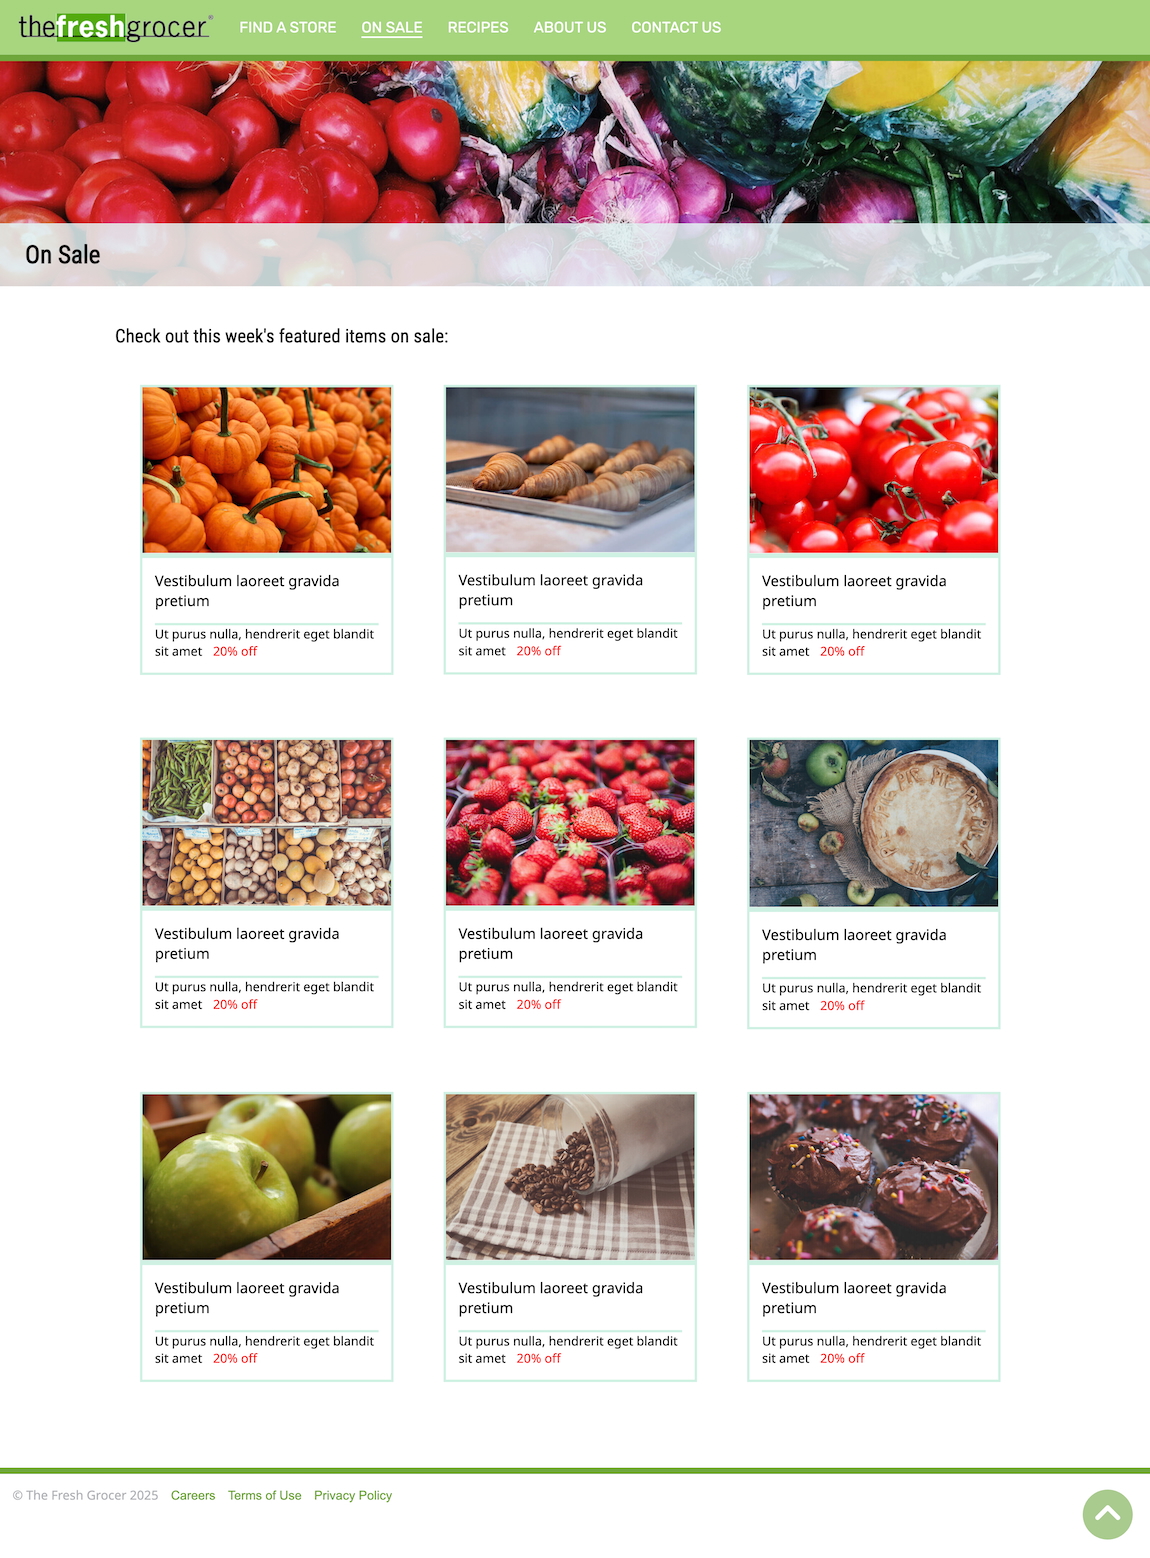 thefreshgrocer®
FIND A STORE ON SALE RECIPES ABOUT US CONTACT US
On Sale
Check out this week's featured items on sale:
Vestibulum laoreet gravida
pretium
Ut purus nulla, hendrerit eget blandit
sit amet 20% off
Vestibulum laoreet gravida
pretium
Ut purus nulla, hendrerit eget blandit
sit amet 20% off
Vestibulum laoreet gravida
pretium
Ut purus nulla, hendrerit eget blandit
sit amet 20% off
Vestibulum laoreet gravida
pretium
Ut purus nulla, hendrerit eget blandit
sit amet 20% off
Vestibulum laoreet gravida
pretium
Ut purus nulla, hendrerit eget blandit
sit amet 20% off
PIE PIE PIE
Vestibulum laoreet gravida
pretium
Ut purus nulla, hendrerit eget blandit
sit amet 20% off
Vestibulum laoreet gravida
pretium
Ut purus nulla, hendrerit eget blandit
sit amet 20% off
Vestibulum laoreet gravida
pretium
Ut purus nulla, hendrerit eget blandit
sit amet 20% off
Vestibulum laoreet gravida
pretium
Ut purus nulla, hendrerit eget blandit
sit amet 20% off
© The Fresh Grocer 2025 Careers Terms of Use Privacy Policy